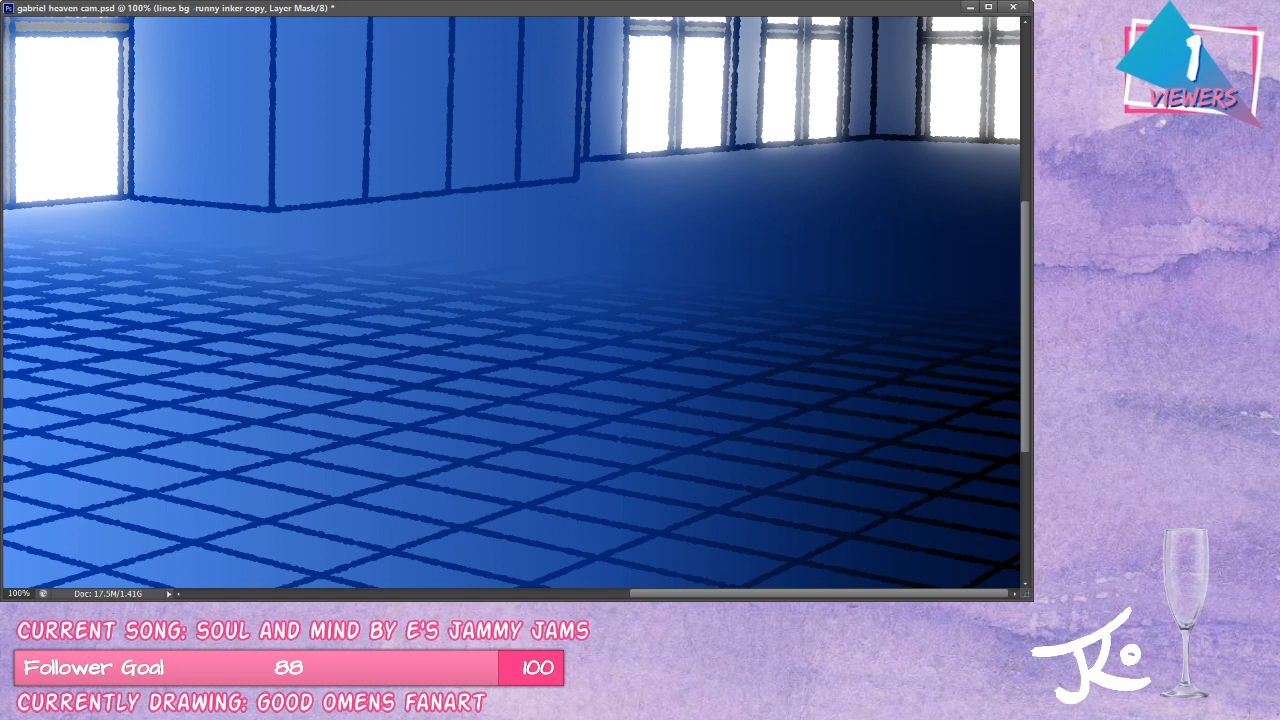 gabriel heaven cam.psd @ 100% (lines bg runny inker copy, Layer Mask/8) *
1
VIEWERS
100%
Doc: 17.5M/1.41G
CURRENT SONG: SOUL AND MIND BY E'S JAMMY JAMS
Follower Goal 88 100
CURRENTLY DRAWING: GOOD OMENS FANART